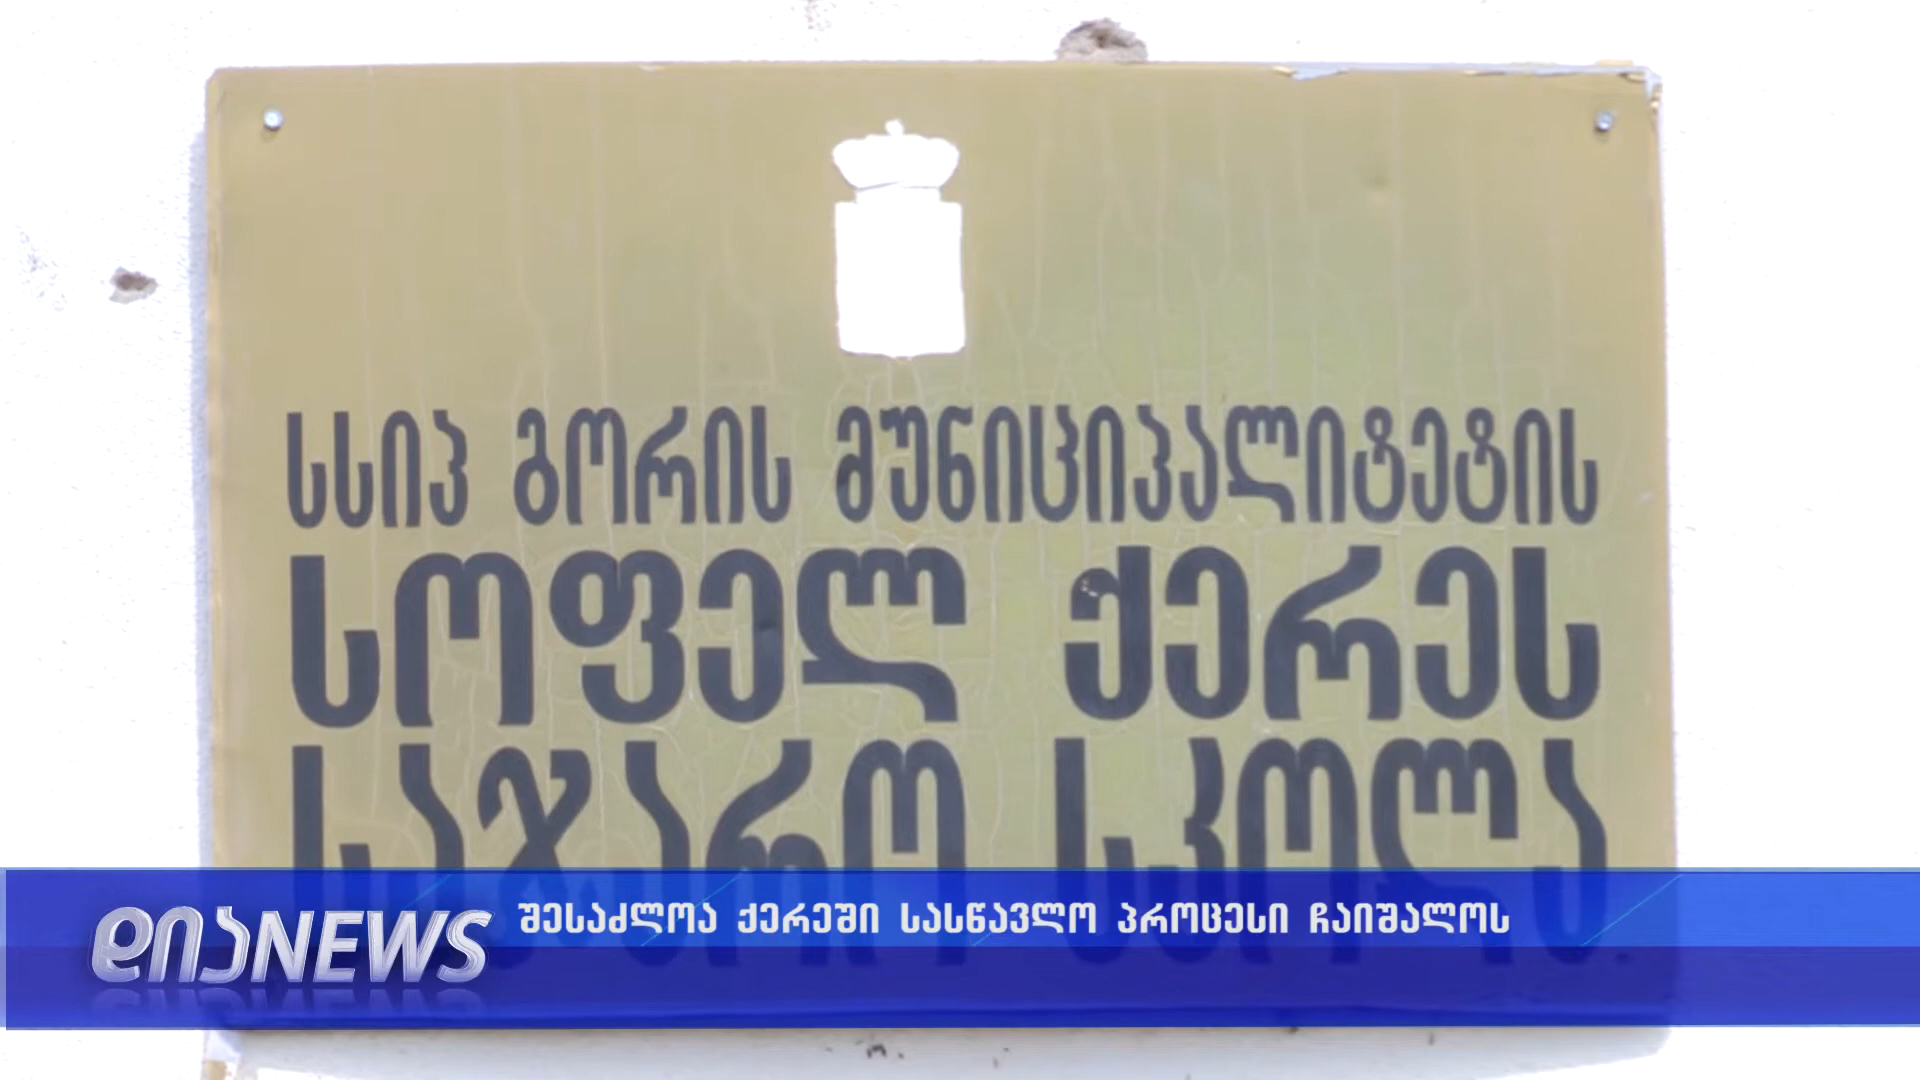 სსიპ გორის მუნიციპალიტეტის
სოფელ ქერეს
საჯარო სკოლა
დიაNEWS
შესაძლოა ქერეში სასწავლო პროცესი ჩაიშალოს